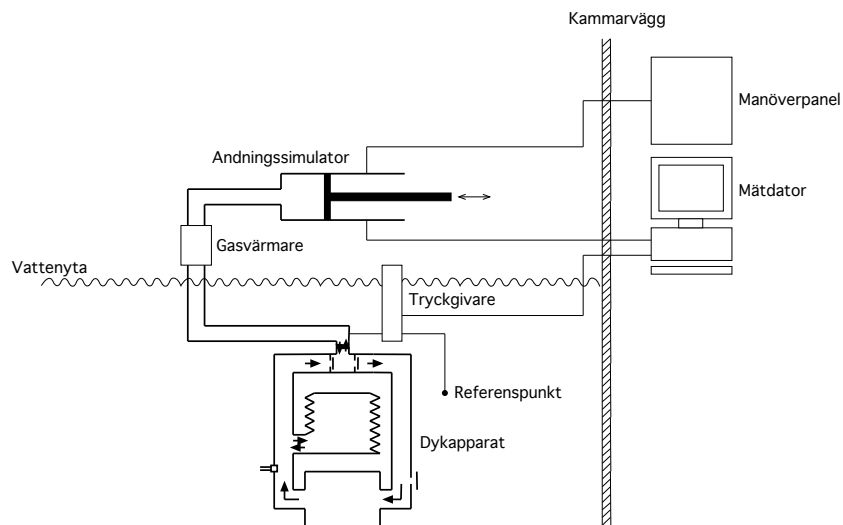 Kammarvägg
Manöverpanel
Andningssimulator
Mätdator
Gasvärmare
Vattenyta
Tryckgivare
Referenspunkt
Dykapparat